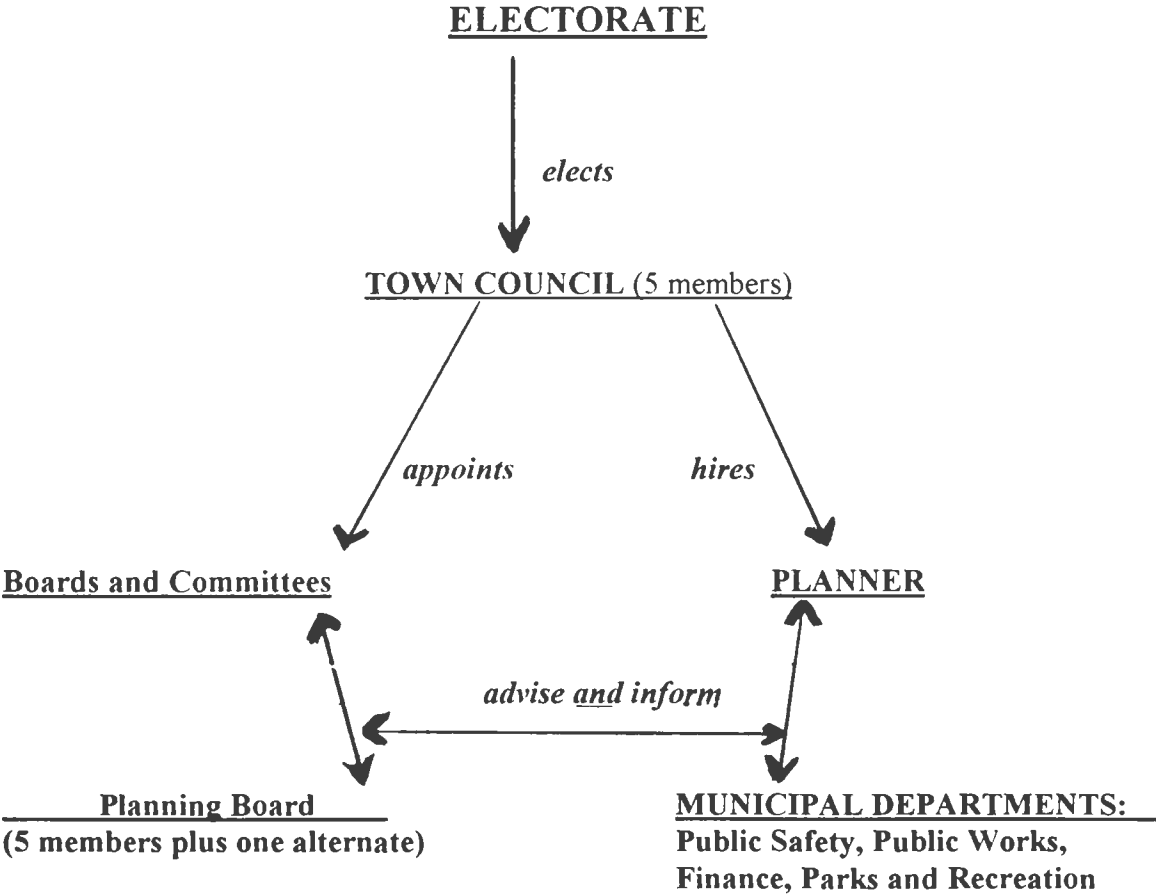 ELECTORATE
elects
TOWN COUNCIL (5 members)
appoints
hires
Boards and Committees
PLANNER
advise and inform
Planning Board
(5 members plus one alternate)
MUNICIPAL DEPARTMENTS:
Public Safety, Public Works,
Finance, Parks and Recreation